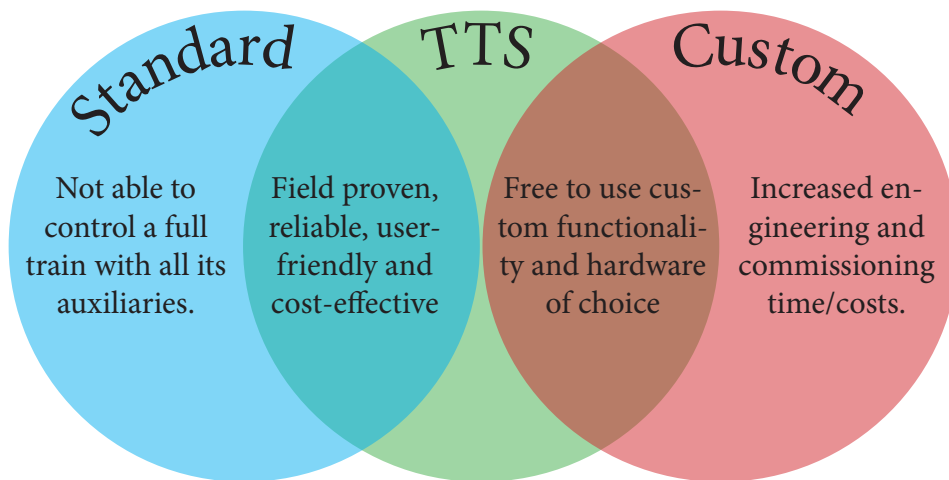 Standard
TTS
Custom
Not able to
control a full
train with all its
auxiliaries.
Field proven,
reliable, user-
friendly and
cost-effective
Free to use cus-
tom functionali-
ty and hardware
of choice
Increased en-
gineering and
commissioning
time/costs.